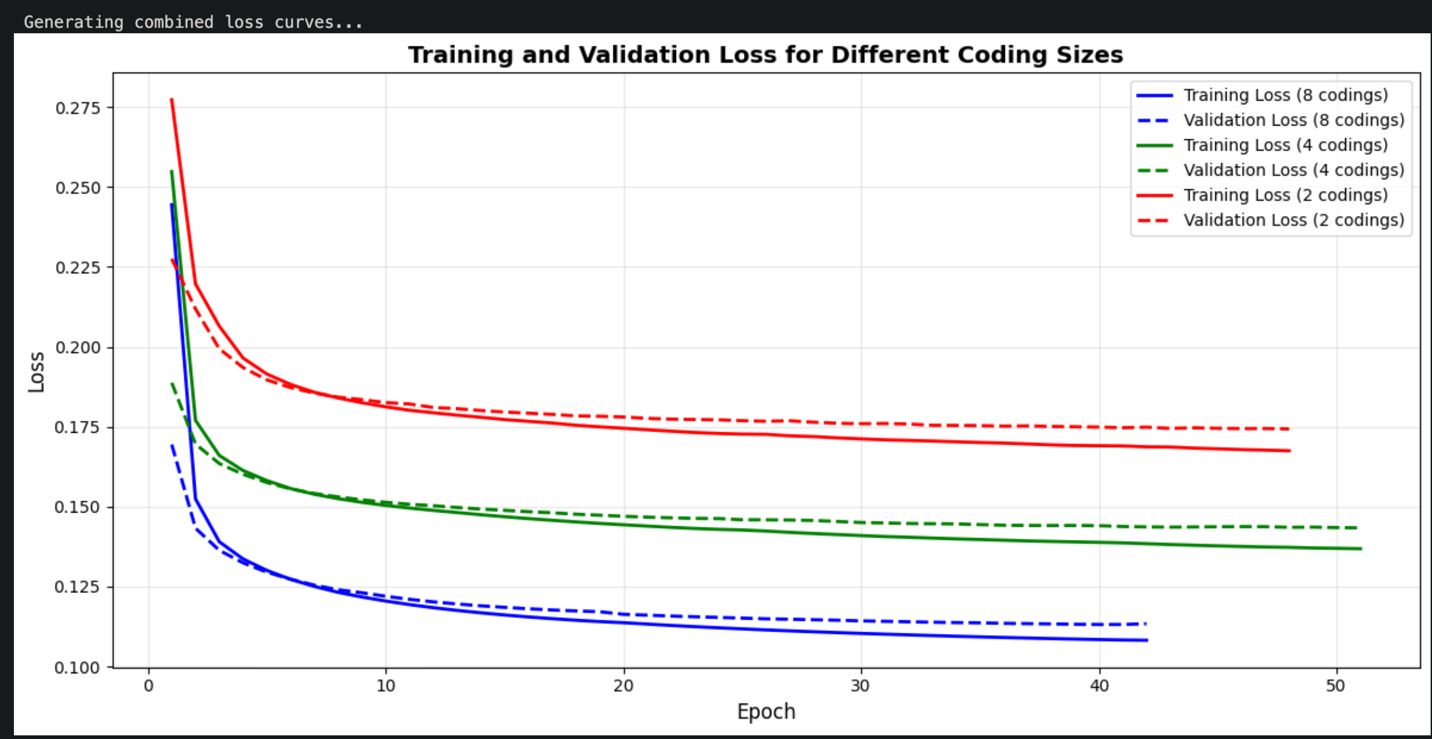 Generating combined loss curves...
Training and Validation Loss for Different Coding Sizes
Training Loss (8 codings)
Validation Loss (8 codings)
Training Loss (4 codings)
Validation Loss (4 codings)
Training Loss (2 codings)
Validation Loss (2 codings)
Loss
0.275
0.250
0.225
0.200
0.175
0.150
0.125
0.100
0 10 20 30 40 50
Epoch